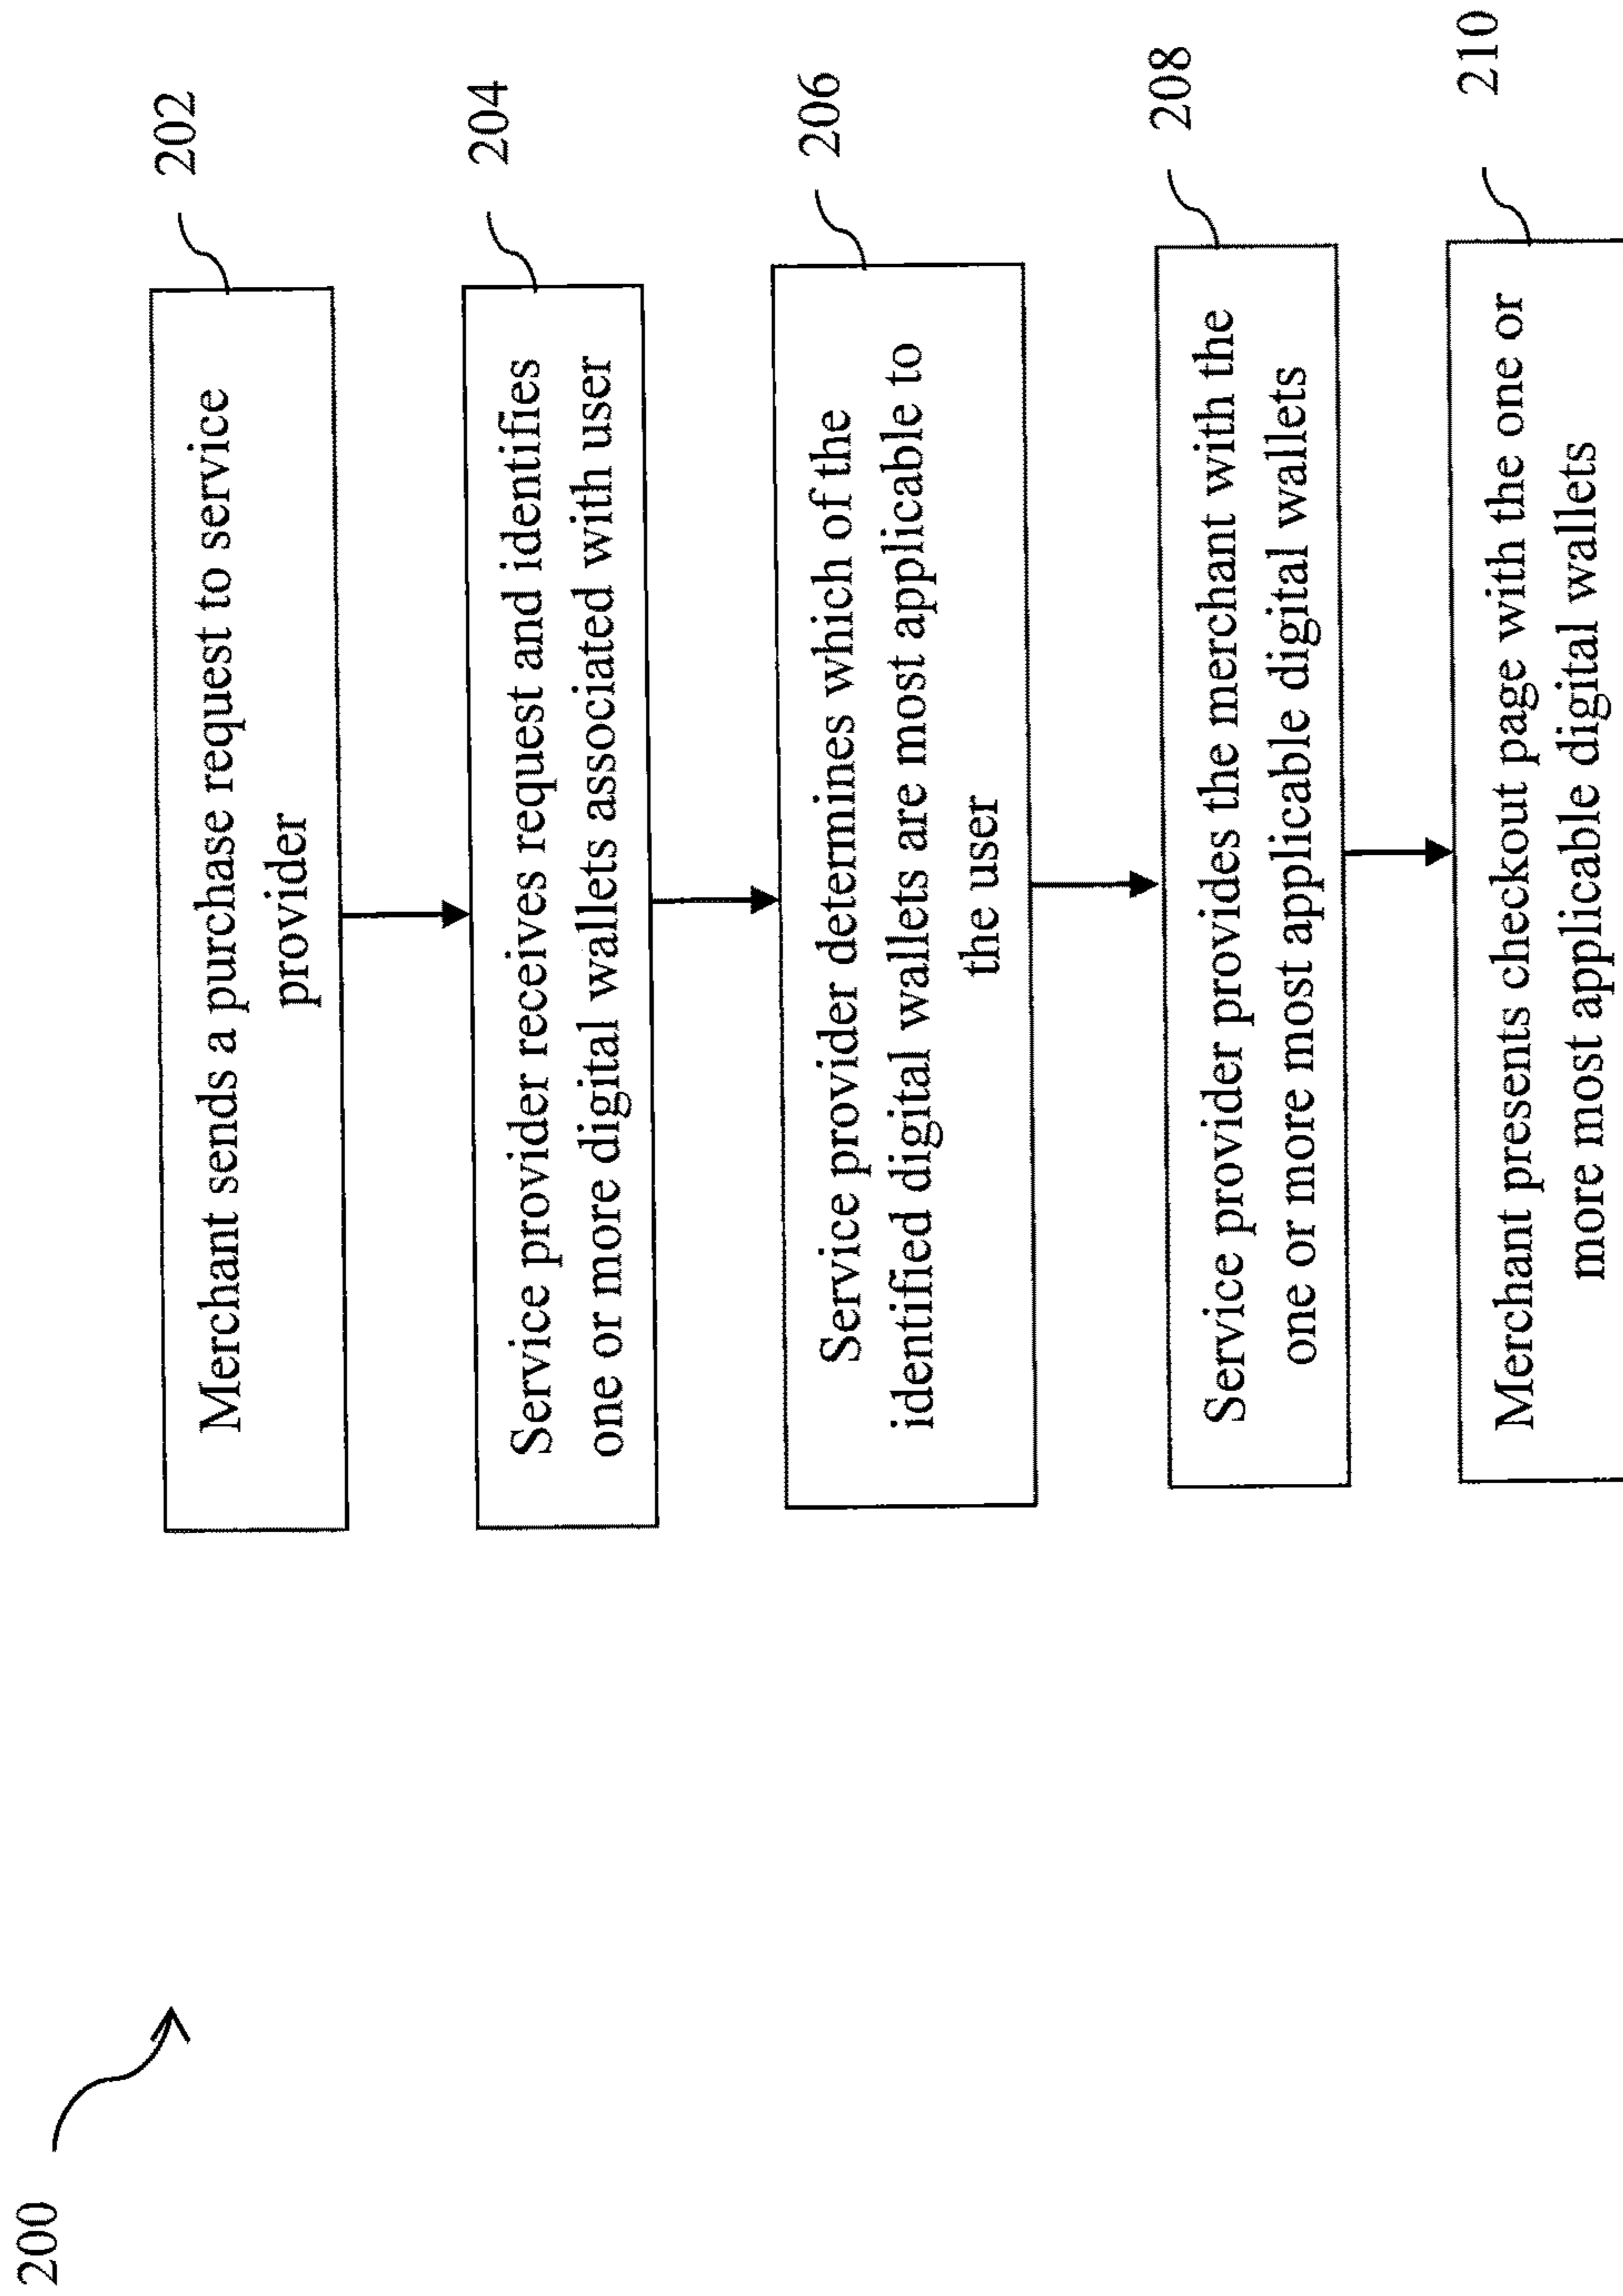 200
202
Merchant sends a purchase request to service
provider
204
Service provider receives request and identifies
one or more digital wallets associated with user
206
Service provider determines which of the
identified digital wallets are most applicable to
the user
208
Service provider provides the merchant with the
one or more most applicable digital wallets
210
Merchant presents checkout page with the one or
more most applicable digital wallets